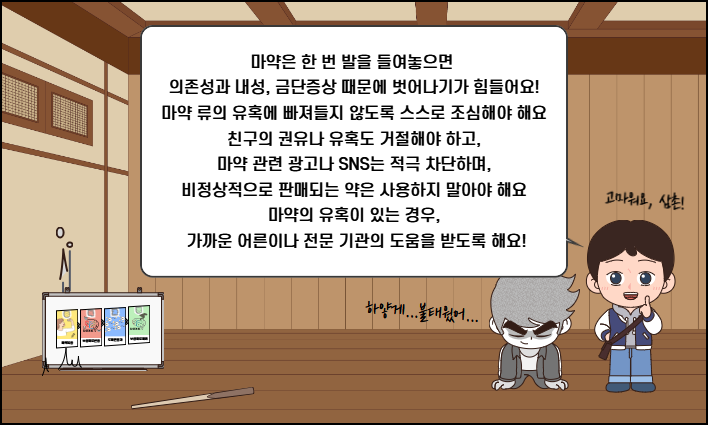 마약은 한 번 발을 들여놓으면
의존성과 내성, 금단증상 때문에 벗어나기가 힘들어요!
마약 류의 유혹에 빠져들지 않도록 스스로 조심해야 해요
친구의 권유나 유혹도 거절해야 하고,
마약 관련 광고나 SNS는 적극 차단하며,
비정상적으로 판매되는 약은 사용하지 말아야 해요
마약의 유혹이 있는 경우,
가까운 어른이나 전문 기관의 도움을 받도록 해요!
고마워요, 삼촌!
하얗게...불태웠어...